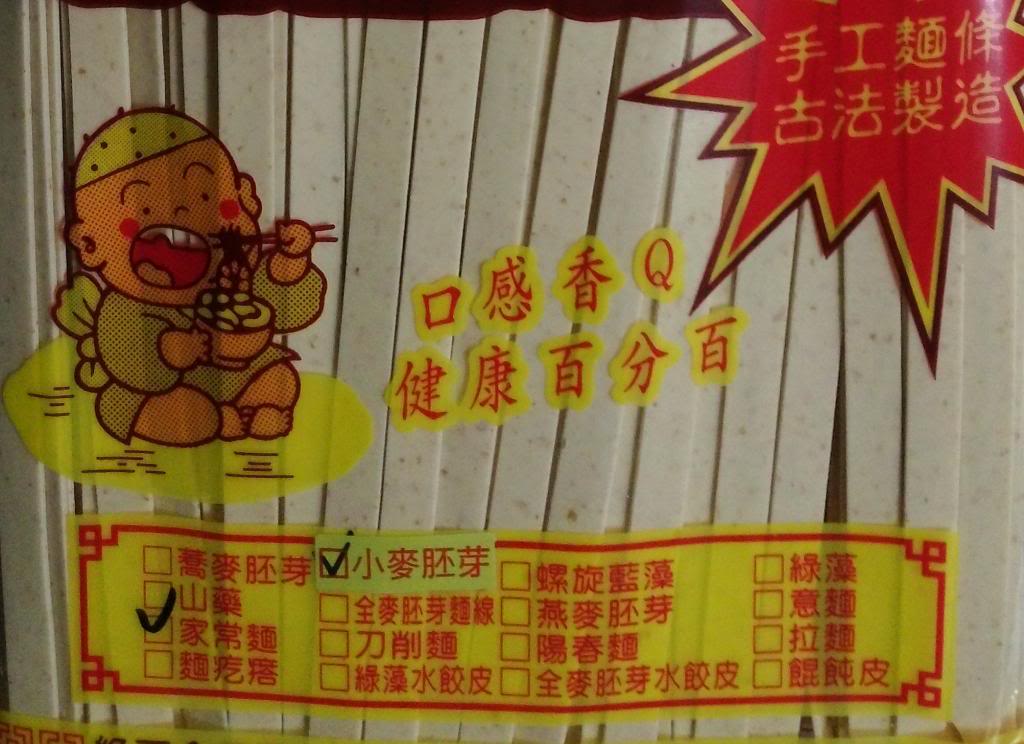 手工麵條
古法製造
口感香Q
健康百分百
蕎麥胚芽
山藥
家常麵
麵疙瘩
小麥胚芽
全麥胚芽麵線
刀削麵
綠藻水餃皮
螺旋藍藻
燕麥胚芽
陽春麵
全麥胚芽水餃皮
綠藻
意麵
拉麵
餛飩皮